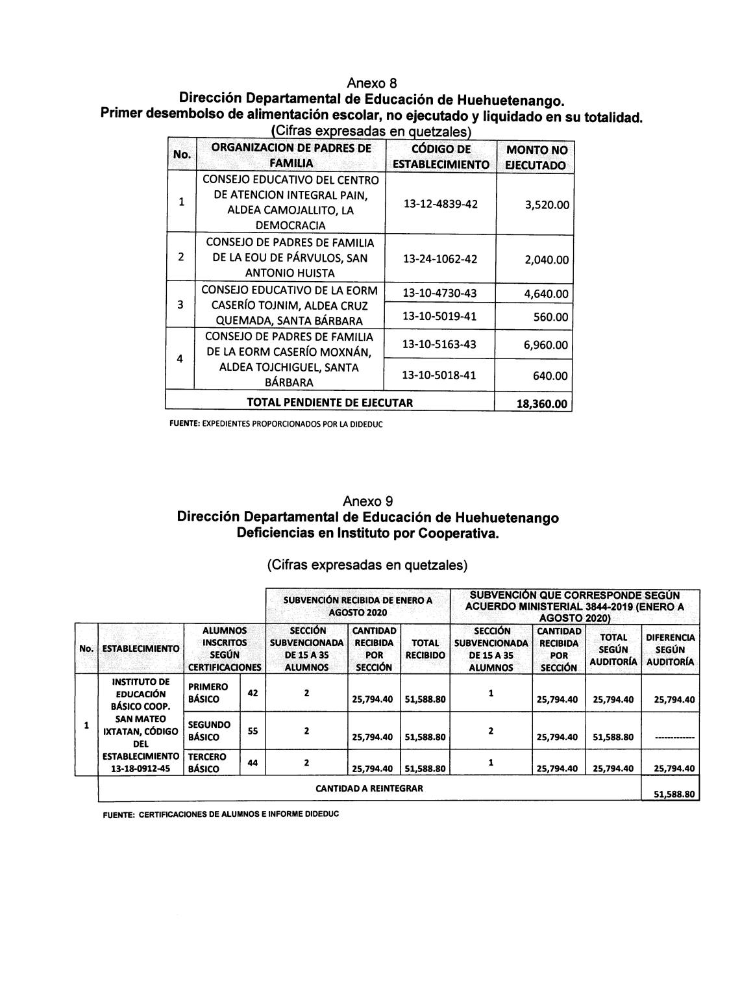 Anexo 8
Dirección Departamental de Educación de Huehuetenango.
Primer desembolso de alimentación escolar, no ejecutado y liquidado en su totalidad.
(Cifras expresadas en quetzales)
No. ORGANIZACION DE PADRES DE FAMILIA CÓDIGO DE ESTABLECIMIENTO MONTO NO EJECUTADO
1 CONSEJO EDUCATIVO DEL CENTRO
DE ATENCION INTEGRAL PAIN,
ALDEA CAMOJALLITO, LA
DEMOCRACIA
13-12-4839-42 3,520.00
2 CONSEJO DE PADRES DE FAMILIA
DE LA EOU DE PÁRVULOS, SAN
ANTONIO HUISTA
13-24-1062-42 2,040.00
3 CONSEJO EDUCATIVO DE LA EORM
CASERÍO TOJNIM, ALDEA CRUZ
QUEMADA, SANTA BÁRBARA
13-10-4730-43 4,640.00
13-10-5019-41 560.00
4 CONSEJO DE PADRES DE FAMILIA
DE LA EORM CASERÍO MOXNÁN,
ALDEA TOJCHIGUEL, SANTA
BÁRBARA
13-10-5163-43 6,960.00
13-10-5018-41 640.00
TOTAL PENDIENTE DE EJECUTAR 18,360.00
FUENTE: EXPEDIENTES PROPORCIONADOS POR LA DIDEDUC
Anexo 9
Dirección Departamental de Educación de Huehuetenango
Deficiencias en Instituto por Cooperativa.
(Cifras expresadas en quetzales)
SUBVENCIÓN RECIBIDA DE ENERO A
AGOSTO 2020
SUBVENCIÓN QUE CORRESPONDE SEGÚN
ACUERDO MINISTERIAL 3844-2019 (ENERO A
AGOSTO 2020)
No. ESTABLECIMIENTO
ALUMNOS
INSCRITOS
SEGÚN
CERTIFICACIONES
SECCIÓN
SUBVENCIONADA
DE 15 A 35
ALUMNOS
CANTIDAD
RECIBIDA
POR
SECCIÓN
TOTAL
RECIBIDO
SECCIÓN
SUBVENCIONADA
DE 15 A 35
ALUMNOS
CANTIDAD
RECIBIDA
POR
SECCIÓN
TOTAL
SEGÚN
AUDITORÍA
DIFERENCIA
SEGÚN
AUDITORÍA
1
INSTITUTO DE
EDUCACIÓN
BÁSICO COOP.
SAN MATEO
IXTATAN, CÓDIGO
DEL
ESTABLECIMIENTO
13-18-0912-45
PRIMERO BÁSICO 42 2 25,794.40 51,588.80 1 25,794.40 25,794.40 25,794.40
SEGUNDO BÁSICO 55 2 25,794.40 51,588.80 2 25,794.40 51,588.80 -------------
TERCERO BÁSICO 44 2 25,794.40 51,588.80 1 25,794.40 25,794.40 25,794.40
CANTIDAD A REINTEGRAR 51,588.80
FUENTE: CERTIFICACIONES DE ALUMNOS E INFORME DIDEDUC